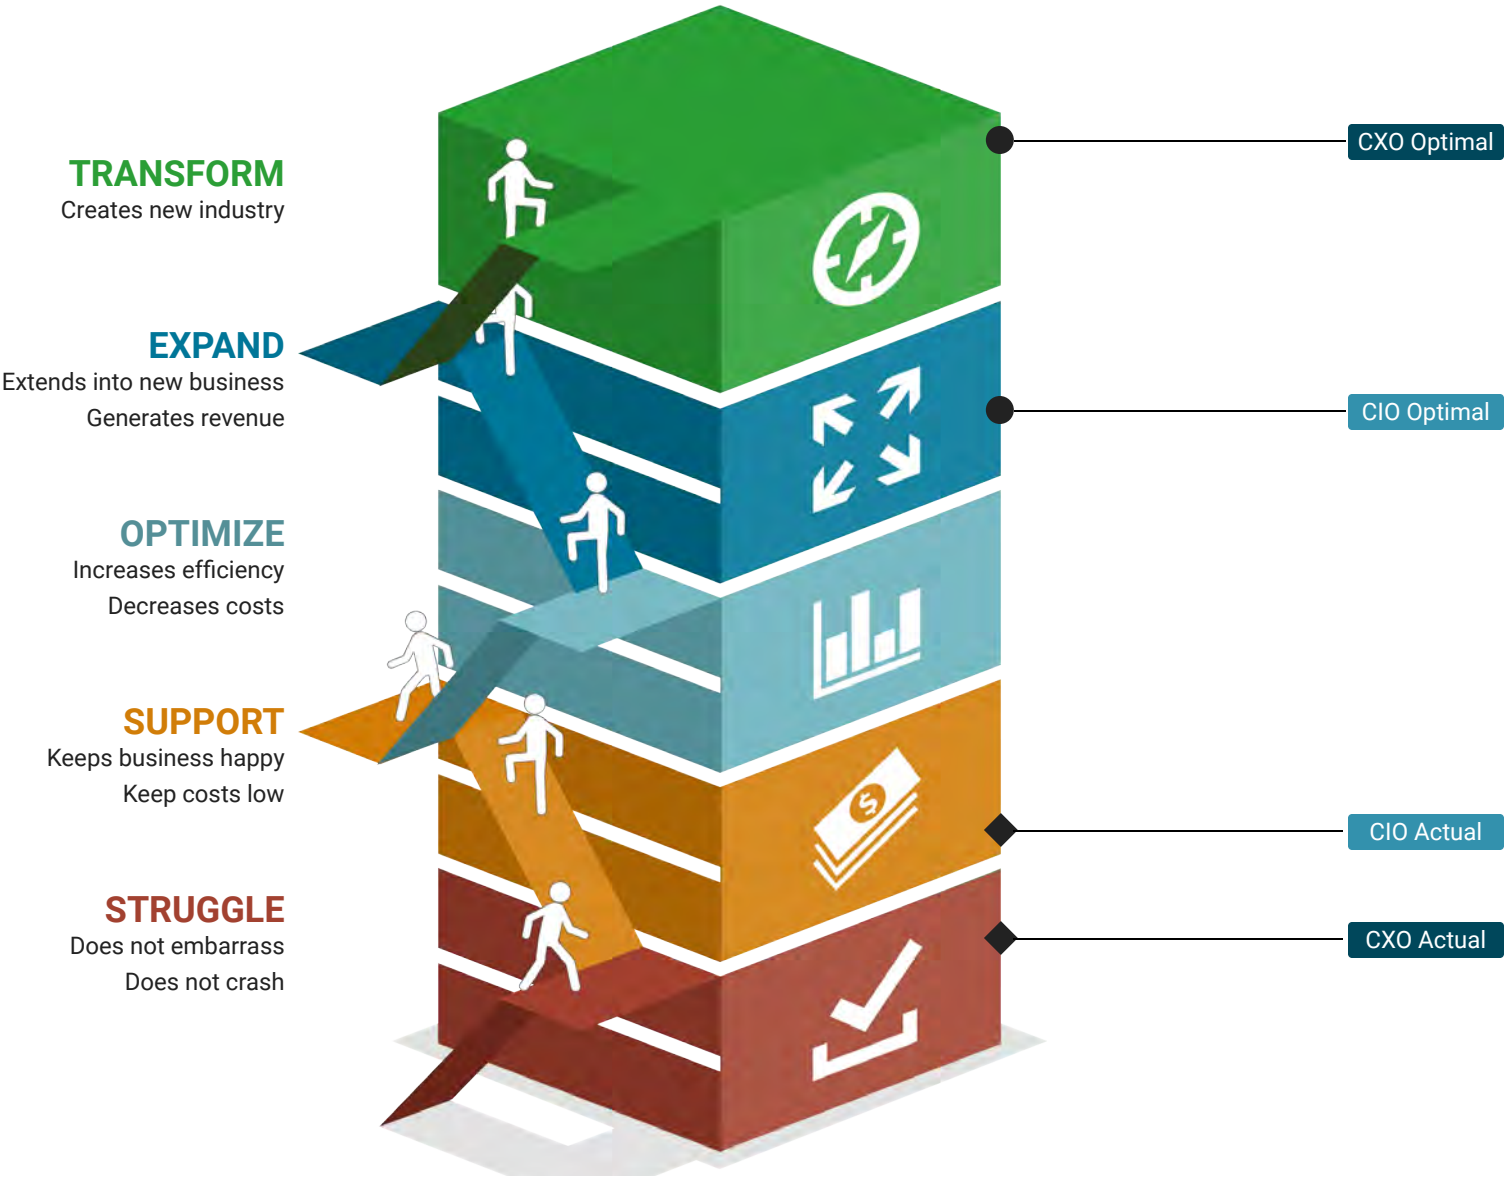 TRANSFORM
Creates new industry
EXPAND
Extends into new business
Generates revenue
OPTIMIZE
Increases efficiency
Decreases costs
SUPPORT
Keeps business happy
Keep costs low
STRUGGLE
Does not embarrass
Does not crash
$
CXO Optimal
CIO Optimal
CIO Actual
CXO Actual